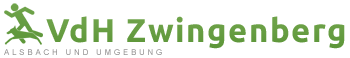 VdH Zwingenberg
ALSBACH UND UMGEBUNG